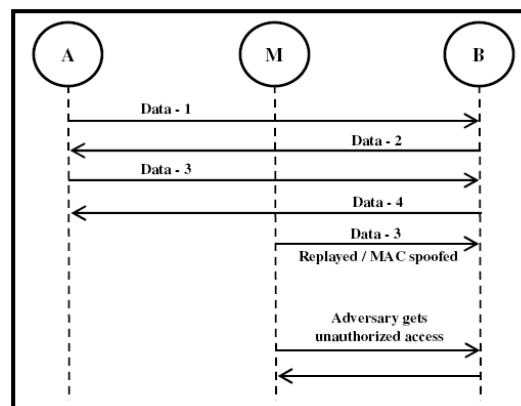 A M B
Data - 1
Data - 2
Data - 3
Data - 4
Data - 3
Replayed / MAC spoofed
Adversary gets
unauthorized access